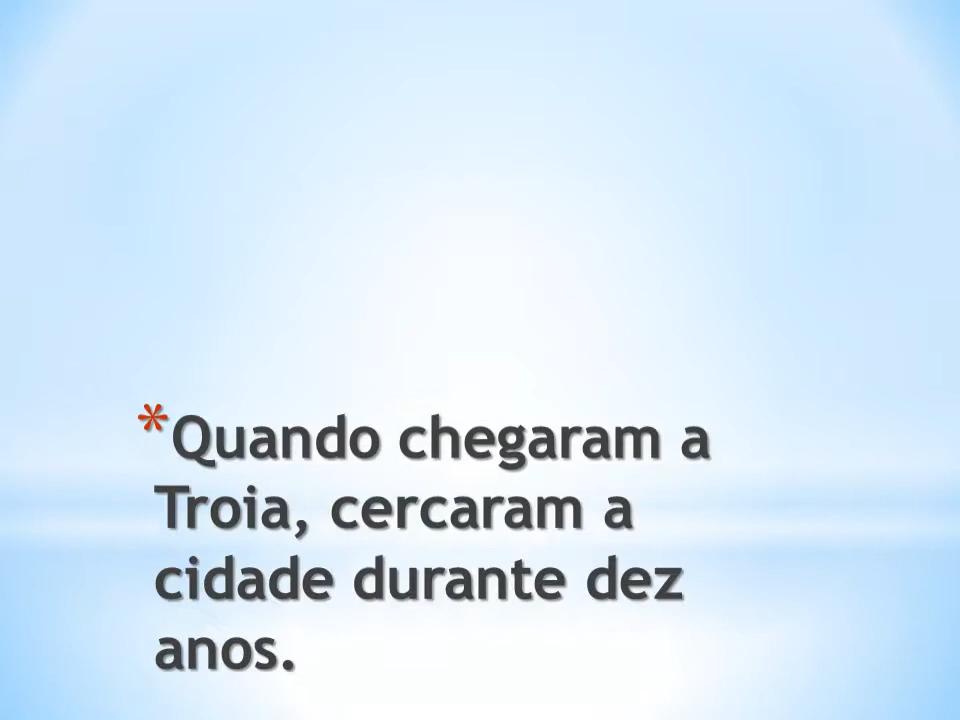 *Quando chegaram a
Troia, cercaram a
cidade durante dez
anos.